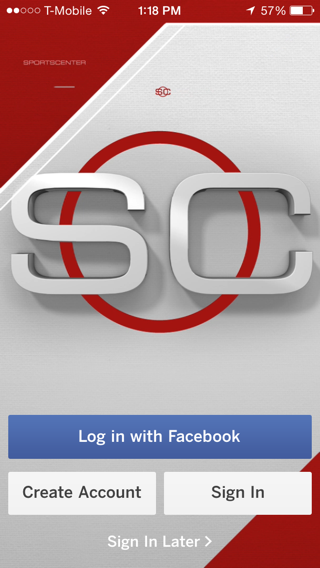 T-Mobile 1:18 PM 57%
SPORTSCENTER
SC
SC
Log in with Facebook
Create Account Sign In
Sign In Later >